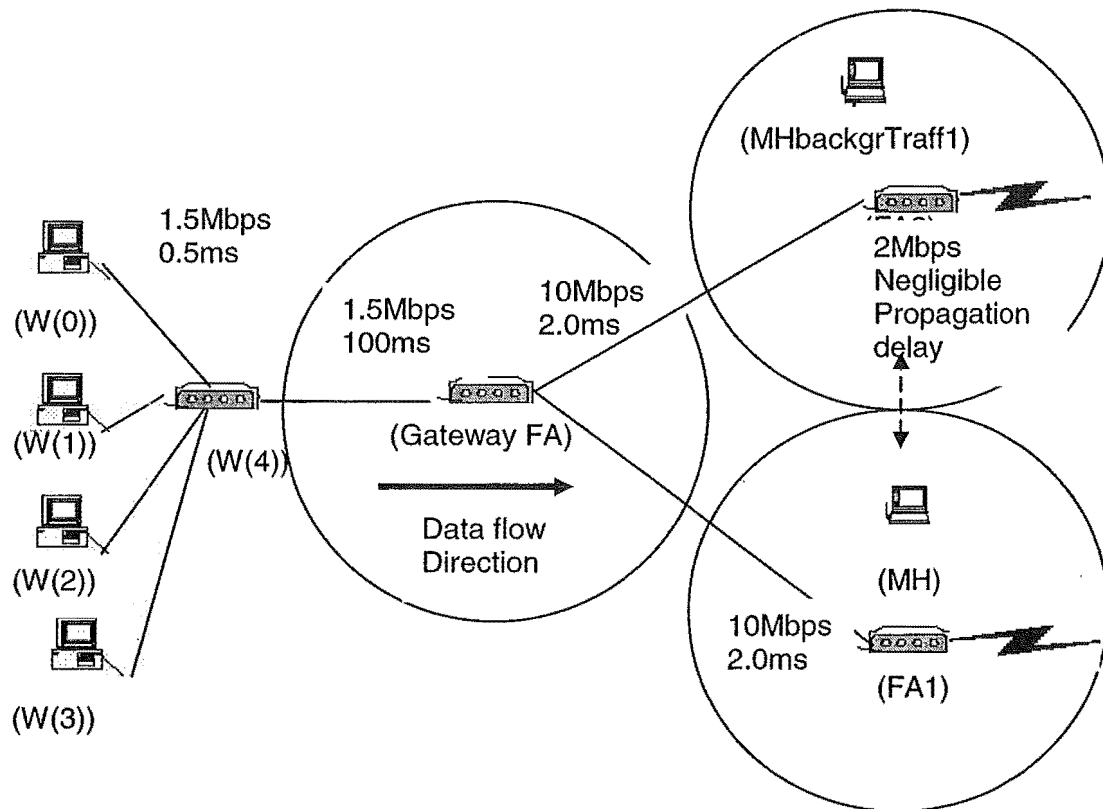 (MHbackgrTraff1)
1.5Mbps
0.5ms
2Mbps
Negligible
Propagation
delay
10Mbps
2.0ms
1.5Mbps
100ms
(W(0))
(W(1))
(W(4))
(Gateway FA)
(W(2))
Data flow
Direction
(MH)
10Mbps
2.0ms
(FA1)
(W(3))